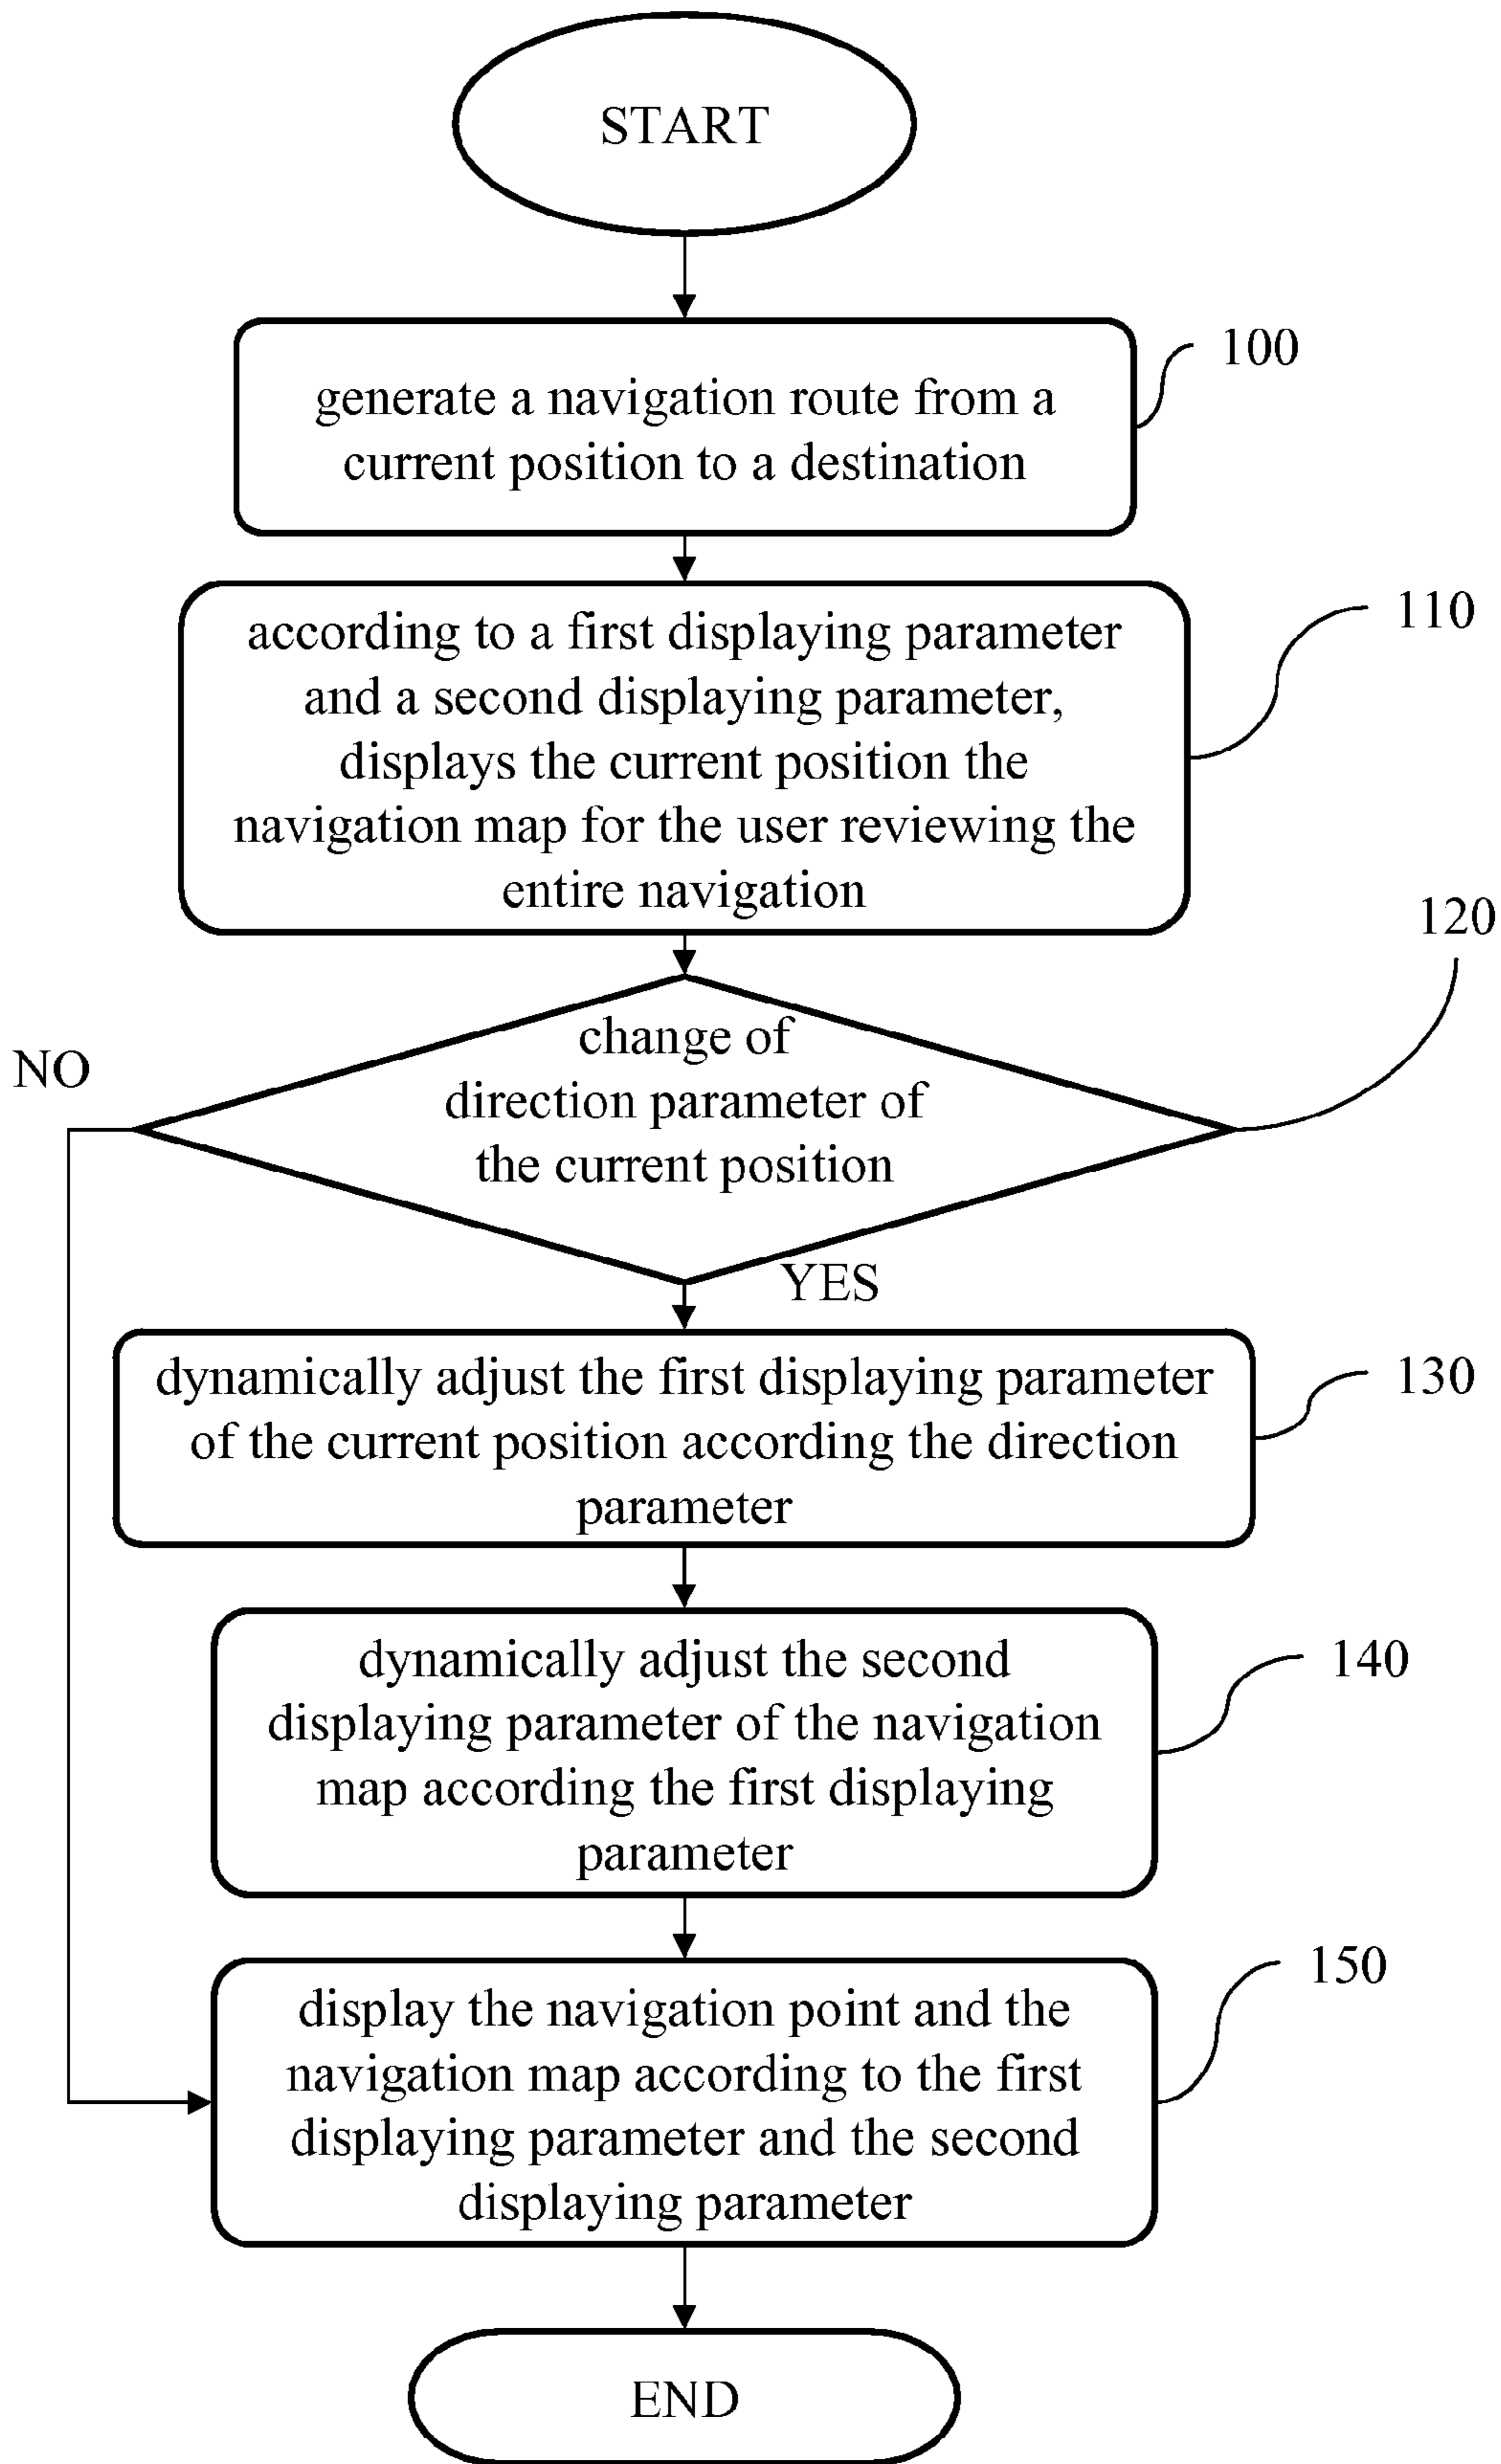 START
100
generate a navigation route from a
current position to a destination
110
according to a first displaying parameter
and a second displaying parameter,
displays the current position the
navigation map for the user reviewing the
entire navigation
120
NO
change of
direction parameter of
the current position
YES
130
dynamically adjust the first displaying parameter
of the current position according the direction
parameter
140
dynamically adjust the second
displaying parameter of the navigation
map according the first displaying
parameter
150
display the navigation point and the
navigation map according to the first
displaying parameter and the second
displaying parameter
END